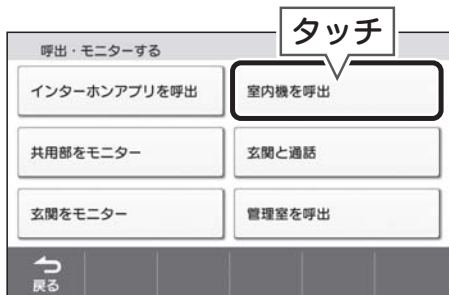 タッチ
呼出・モニターする
インターホンアプリを呼出
室内機を呼出
共用部をモニター
玄関と通話
玄関をモニター
管理室を呼出
戻る